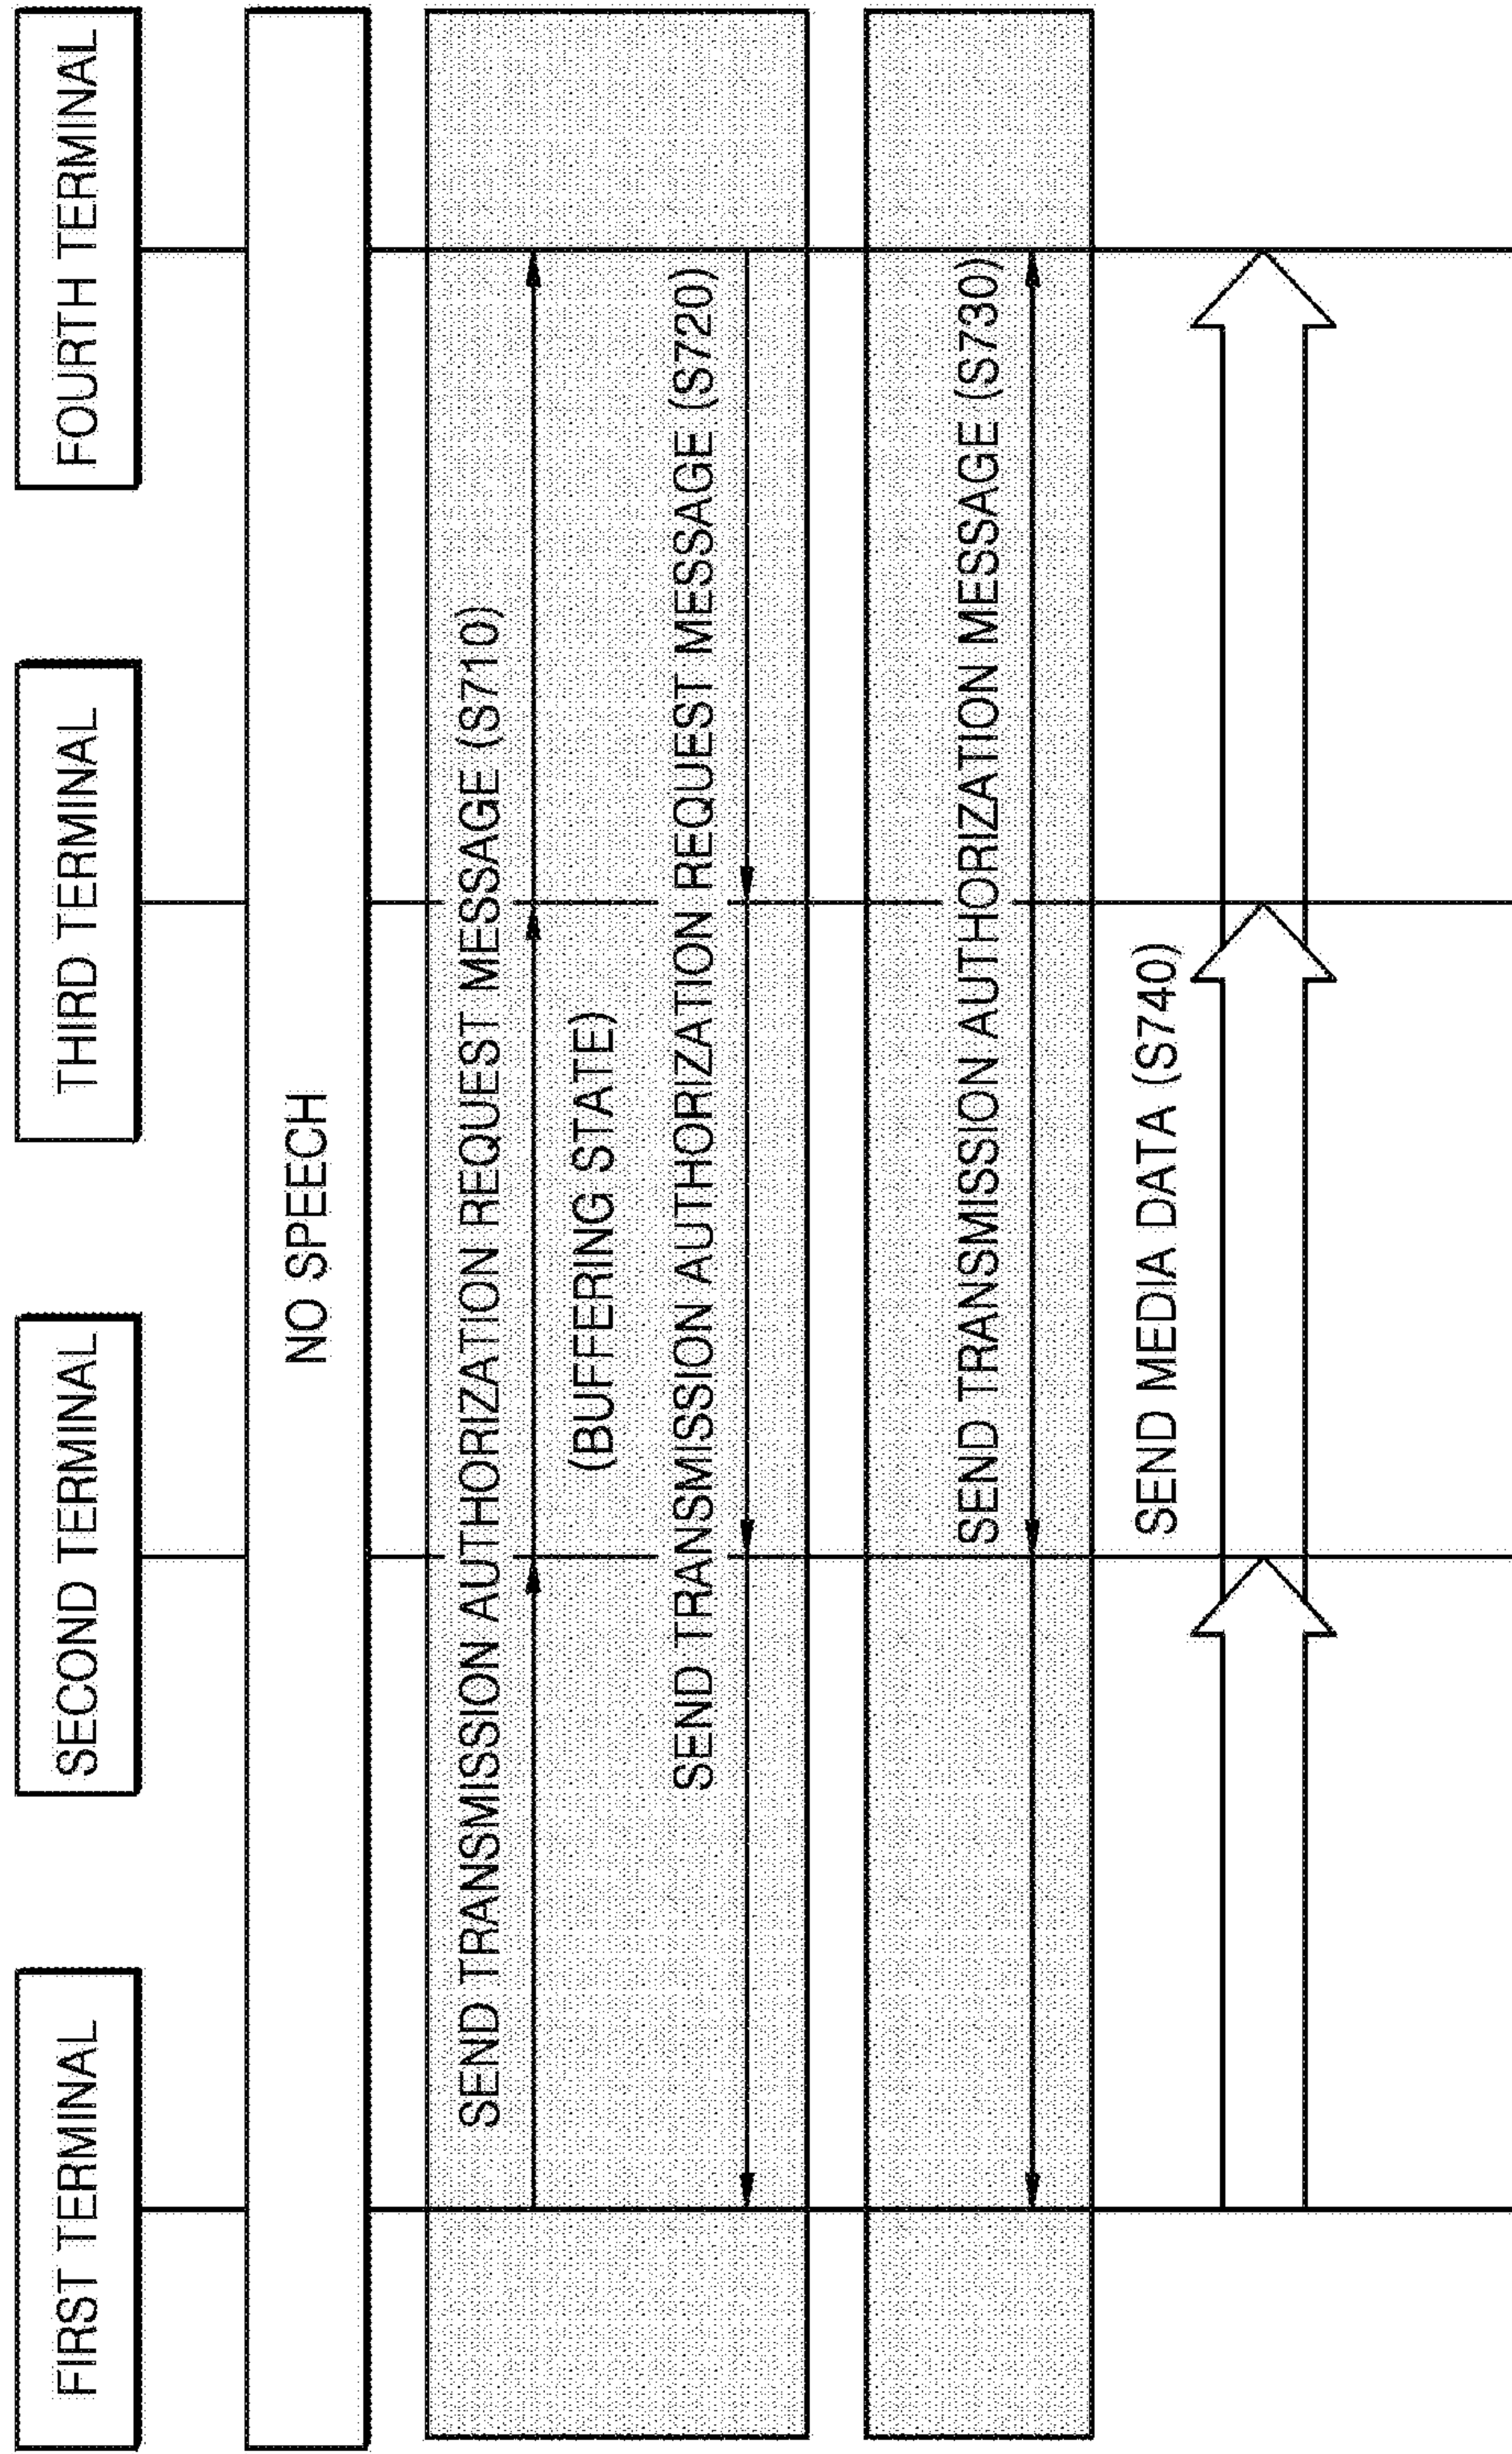 FIRST TERMINAL
SECOND TERMINAL
THIRD TERMINAL
FOURTH TERMINAL
NO SPEECH
SEND TRANSMISSION AUTHORIZATION REQUEST MESSAGE (S710)
(BUFFERING STATE)
SEND TRANSMISSION AUTHORIZATION REQUEST MESSAGE (S720)
SEND TRANSMISSION AUTHORIZATION MESSAGE (S730)
SEND MEDIA DATA (S740)